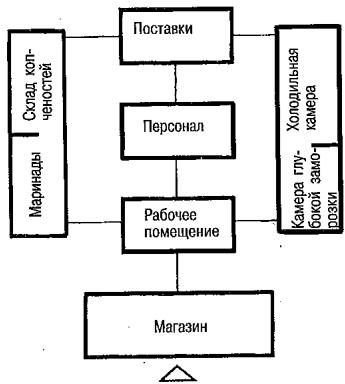 Поставки
Склад коп-
ченостей
Маринады
Персонал
Холодильная
камера
Камера глу-
бокой замо-
розки
Рабочее
помещение
Магазин